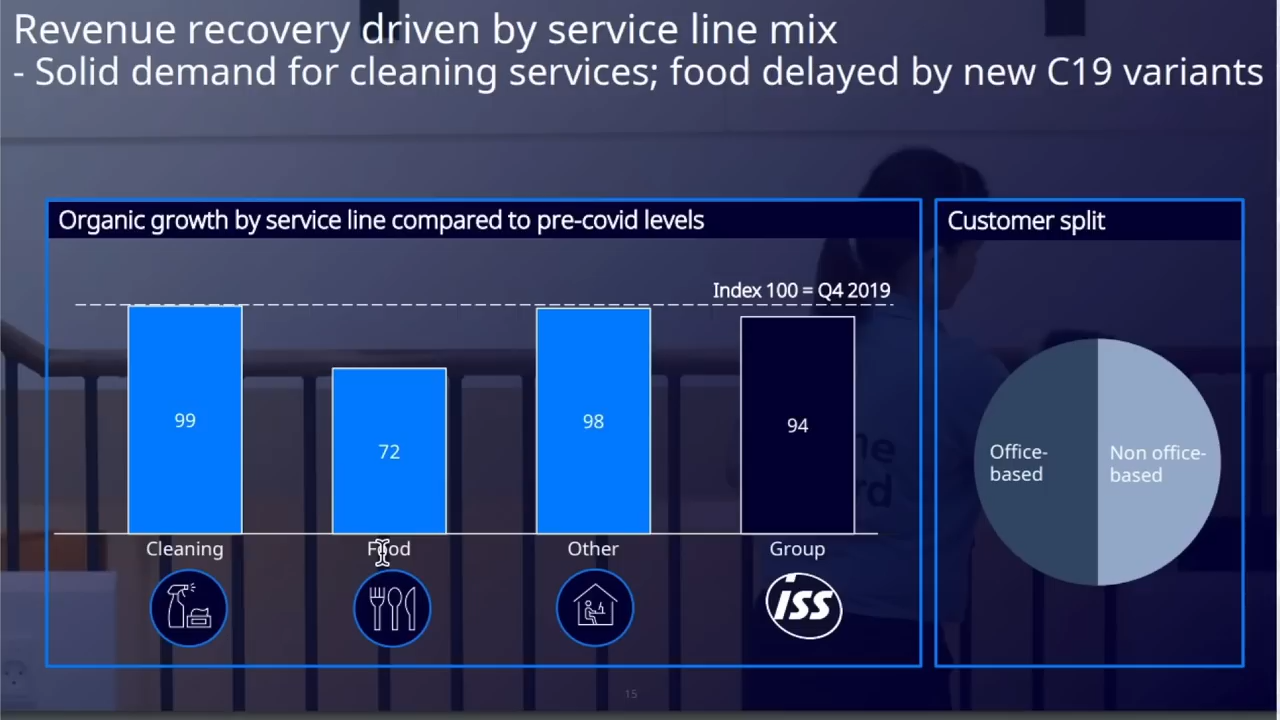 Revenue recovery driven by service line mix
- Solid demand for cleaning services; food delayed by new C19 variants
Organic growth by service line compared to pre-covid levels
Index 100 = Q4 2019
99
72
98
94
Cleaning
Food
Other
Group
iss
Customer split
Office-
based
Non office-
based
15